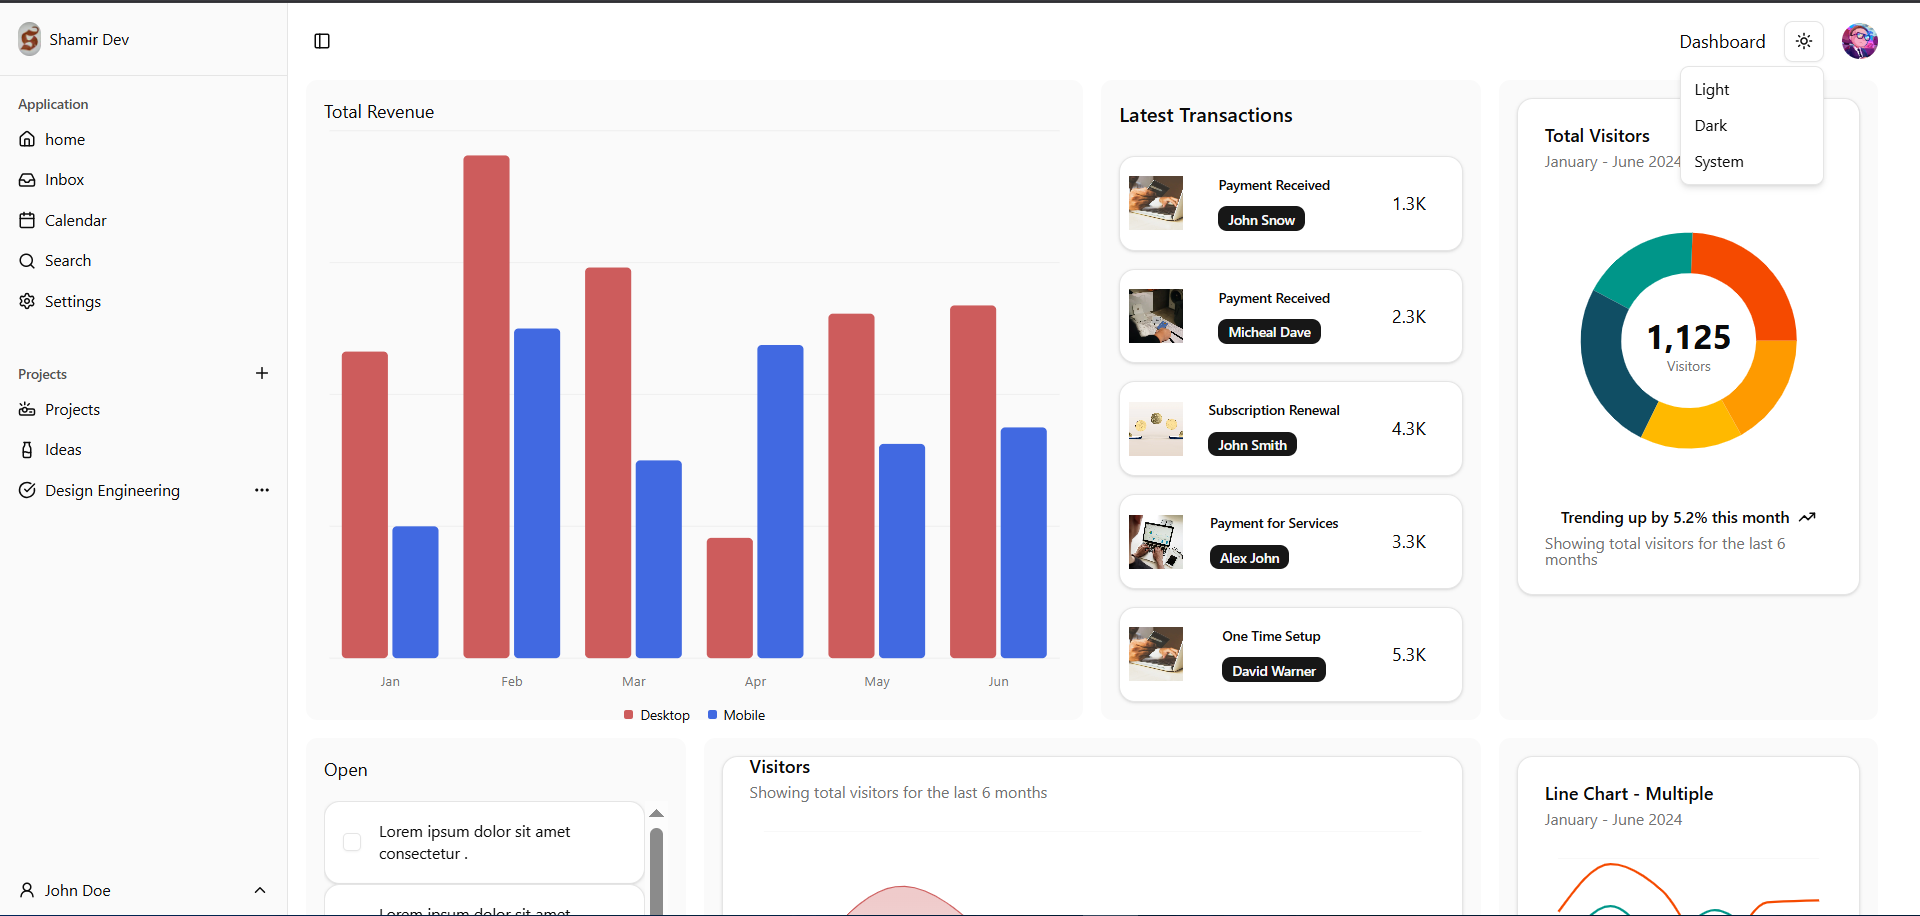 Shamir Dev
Application
home
Inbox
Calendar
Search
Settings
Projects
Projects
Ideas
Design Engineering
John Doe
Dashboard
Light
Dark
System
Total Revenue
Jan
Feb
Mar
Apr
May
Jun
Desktop
Mobile
Latest Transactions
Payment Received
John Snow
1.3K
Payment Received
Micheal Dave
2.3K
Subscription Renewal
John Smith
4.3K
Payment for Services
Alex John
3.3K
One Time Setup
David Warner
5.3K
Total Visitors
January - June 2024
1,125
Visitors
Trending up by 5.2% this month
Showing total visitors for the last 6
months
Open
Lorem ipsum dolor sit amet
consectetur .
Lorem ipsum dolor sit amet
Visitors
Showing total visitors for the last 6 months
Line Chart - Multiple
January - June 2024